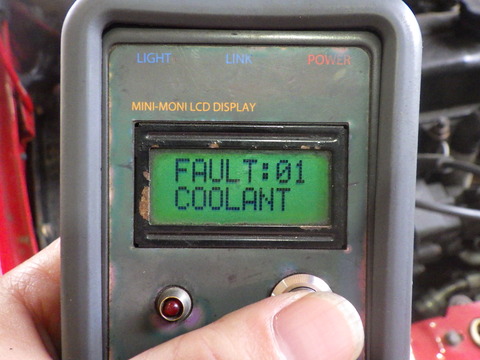 LIGHT LINK POWER
MINI-MONI LCD DISPLAY
FAULT:01
COOLANT